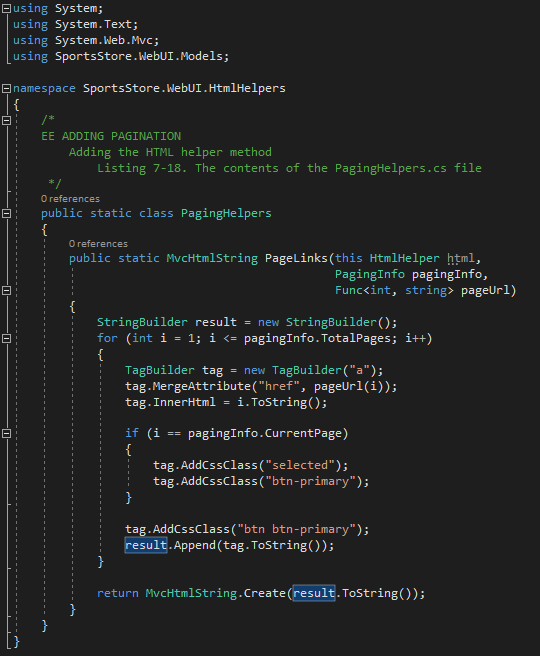 using System;
using System.Text;
using System.Web.Mvc;
using SportsStore.WebUI.Models;

namespace SportsStore.WebUI.HtmlHelpers
{
    /*
    EE ADDING PAGINATION
        Adding the HTML helper method
            Listing 7-18. The contents of the PagingHelpers.cs file
     */
    0 references
    public static class PagingHelpers
    {
        0 references
        public static MvcHtmlString PageLinks(this HtmlHelper html,
                                              PagingInfo pagingInfo,
                                              Func<int, string> pageUrl)
        {
            StringBuilder result = new StringBuilder();
            for (int i = 1; i <= pagingInfo.TotalPages; i++)
            {
                TagBuilder tag = new TagBuilder("a");
                tag.MergeAttribute("href", pageUrl(i));
                tag.InnerHtml = i.ToString();

                if (i == pagingInfo.CurrentPage)
                {
                    tag.AddCssClass("selected");
                    tag.AddCssClass("btn-primary");
                }

                tag.AddCssClass("btn btn-primary");
                result.Append(tag.ToString());
            }

            return MvcHtmlString.Create(result.ToString());
        }
    }
}